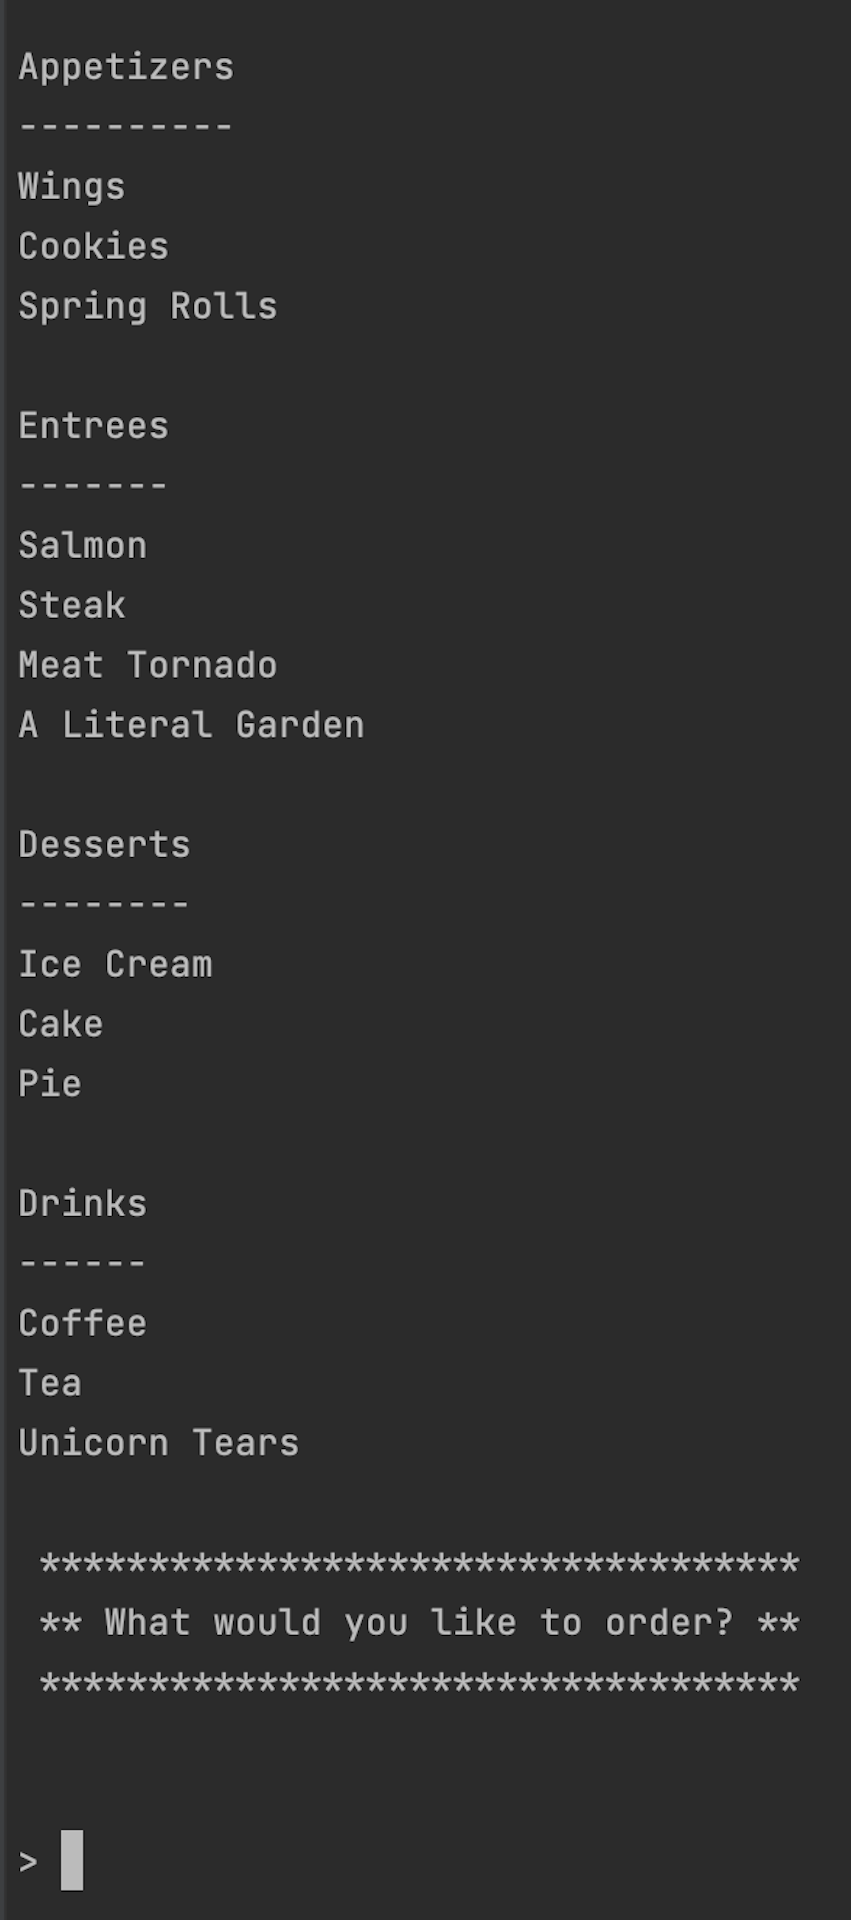 Appetizers
----------
Wings
Cookies
Spring Rolls
Entrees
-------
Salmon
Steak
Meat Tornado
A Literal Garden
Desserts
--------
Ice Cream
Cake
Pie
Drinks
------
Coffee
Tea
Unicorn Tears
***********************************
** What would you like to order? **
***********************************
>